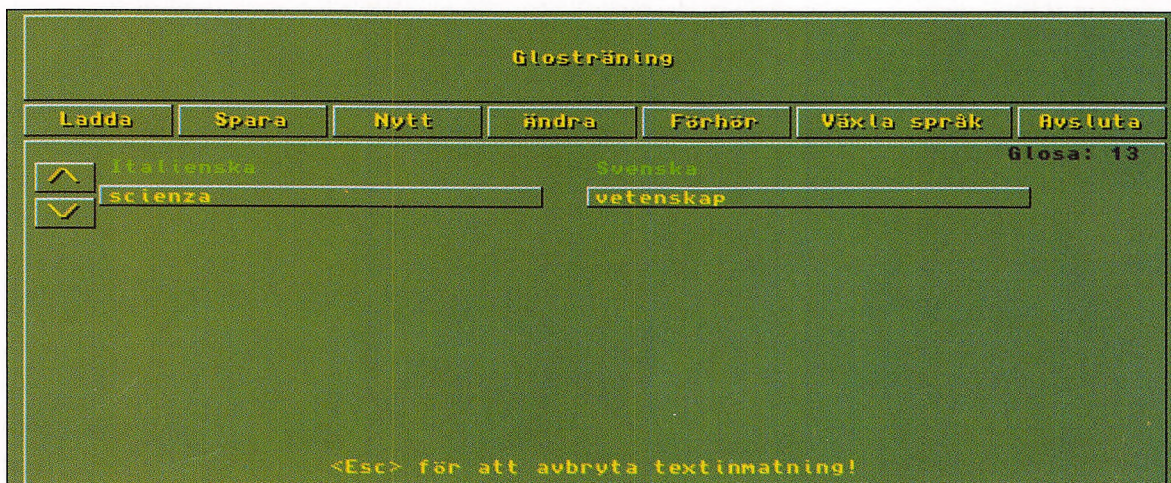 Glosträning
Ladda Spara Nytt Ändra Förhör Växla språk Avsluta
Glosa: 13
Italienska Svenska
scienza vetenskap
<Esc> för att avbryta textinmatning!